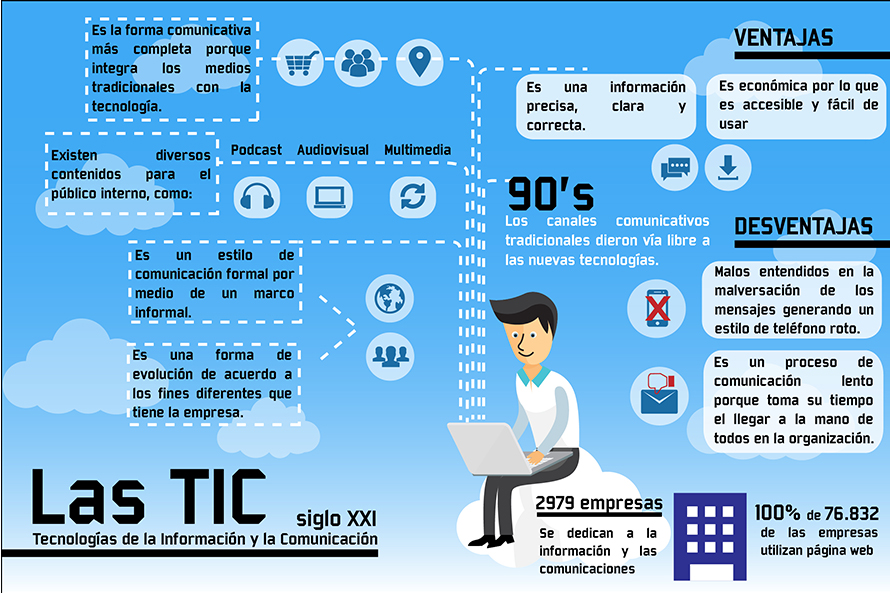 Es la forma comunicativa
más completa porque
integra los medios
tradicionales con la
tecnología.
Existen diversos
contenidos para el
público interno, como:
Podcast Audiovisual Multimedia
Es un estilo de
comunicación formal por
medio de un marco
informal.
Es una forma de
evolución de acuerdo a
los fines diferentes que
tiene la empresa.
Las TIC siglo XXI
Tecnologías de la Información y la Comunicación
VENTAJAS
Es una información
precisa, clara y
correcta.
Es económica por lo que
es accesible y fácil de
usar
90's
Los canales comunicativos
tradicionales dieron vía libre a
las nuevas tecnologías.
DESVENTAJAS
Malos entendidos en la
malversación de los
mensajes generando un
estilo de teléfono roto.
Es un proceso de
comunicación lento
porque toma su tiempo
el llegar a la mano de
todos en la organización.
2979 empresas
Se dedican a la
información y las
comunicaciones
100% de 76.832
de las empresas
utilizan página web